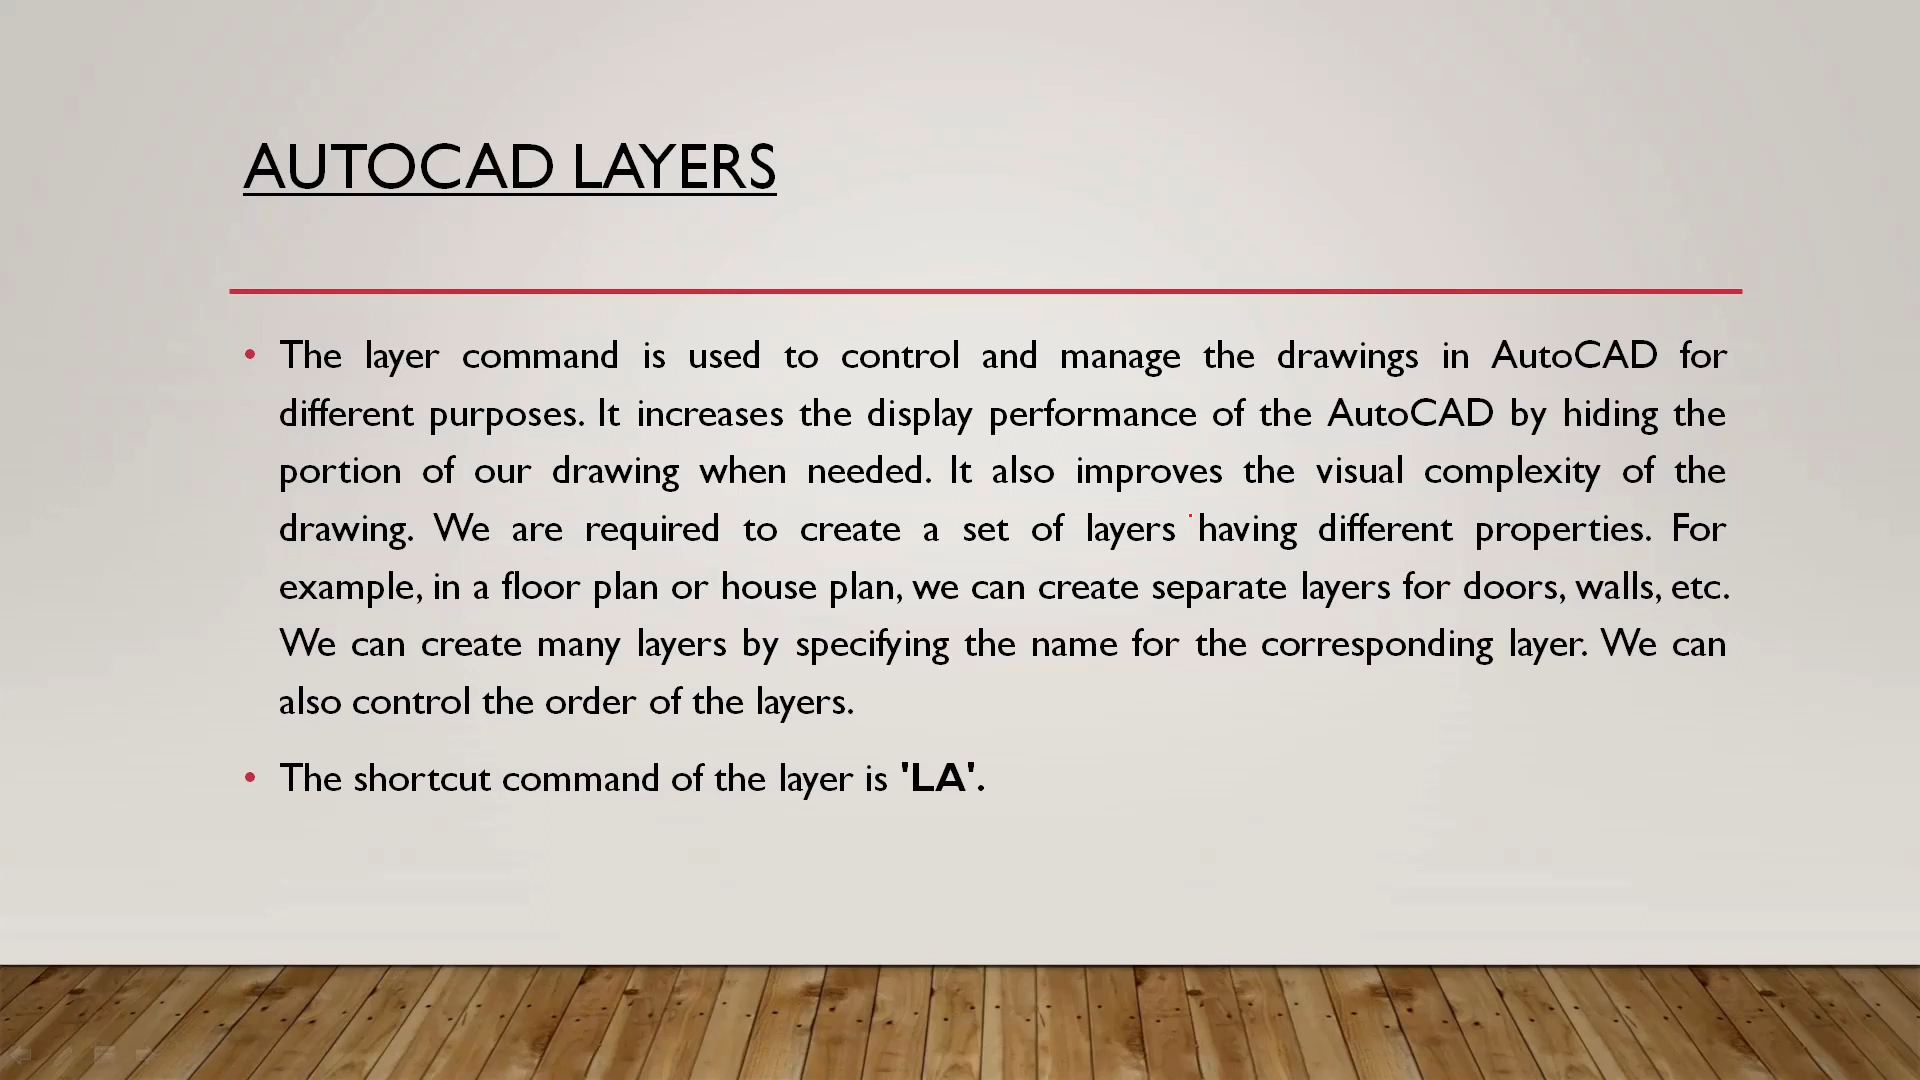 AUTOCAD LAYERS
• The layer command is used to control and manage the drawings in AutoCAD for
different purposes. It increases the display performance of the AutoCAD by hiding the
portion of our drawing when needed. It also improves the visual complexity of the
drawing. We are required to create a set of layers having different properties. For
example, in a floor plan or house plan, we can create separate layers for doors, walls, etc.
We can create many layers by specifying the name for the corresponding layer. We can
also control the order of the layers.
• The shortcut command of the layer is 'LA'.